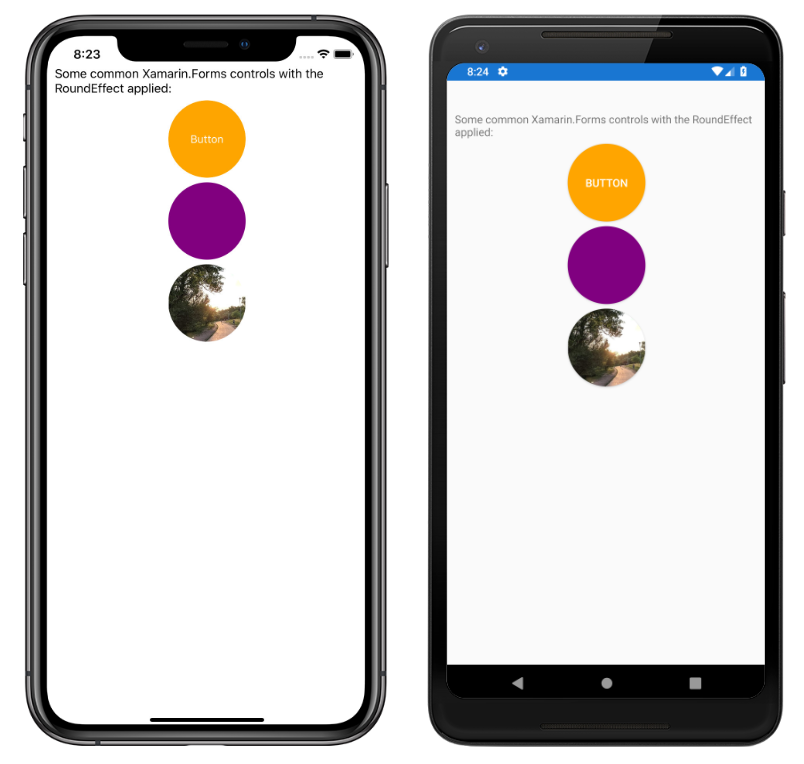 8:23
Some common Xamarin.Forms controls with the
RoundEffect applied:
Button
8:24
Some common Xamarin.Forms controls with the RoundEffect
applied:
BUTTON